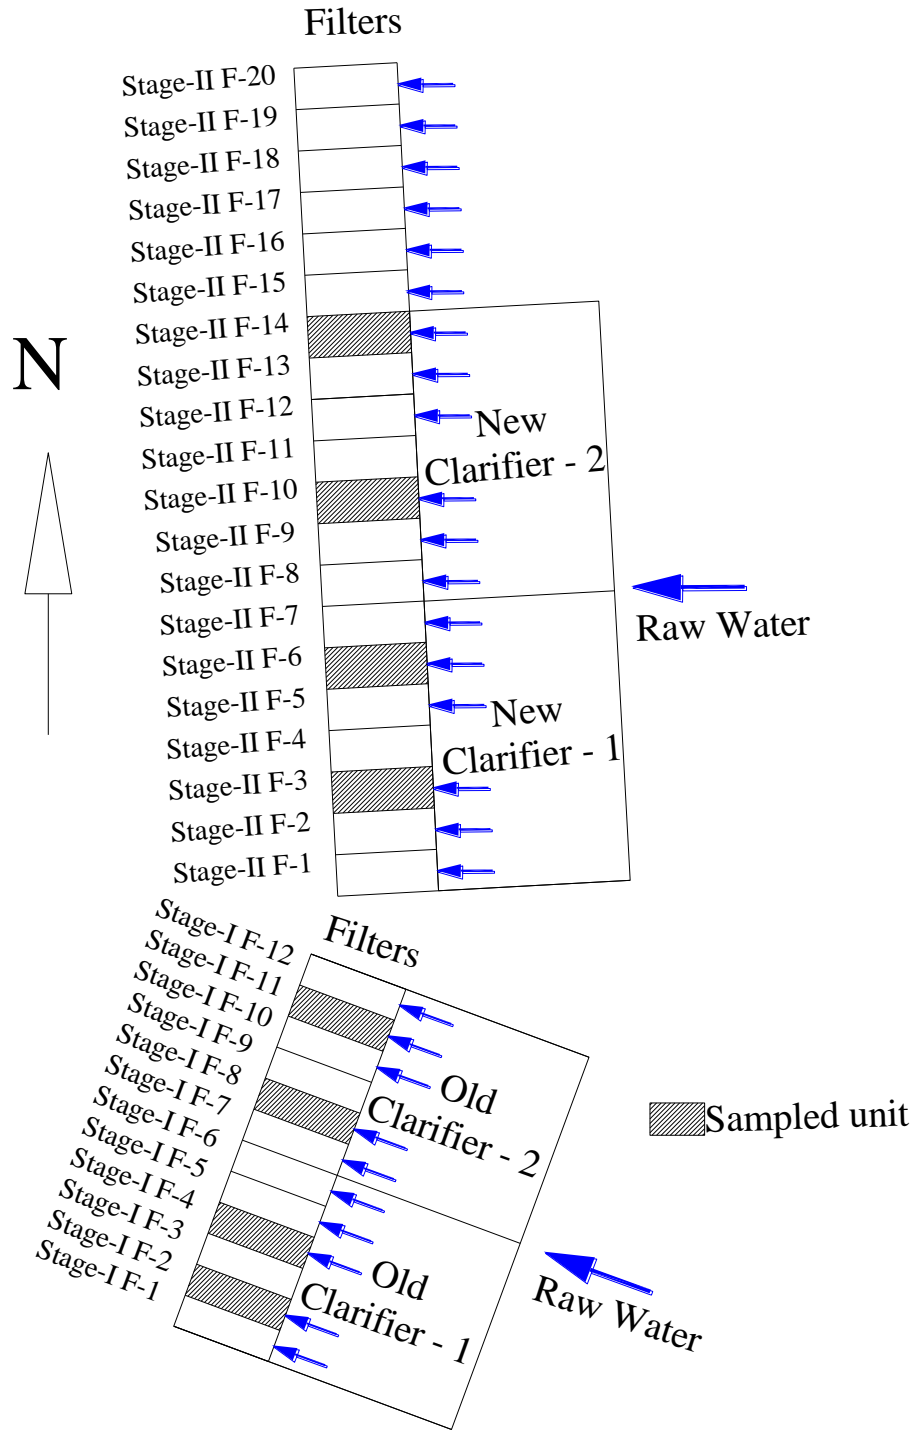 Filters
Stage-II F-20
Stage-II F-19
Stage-II F-18
Stage-II F-17
Stage-II F-16
Stage-II F-15
Stage-II F-14
Stage-II F-13
Stage-II F-12
Stage-II F-11
Stage-II F-10
Stage-II F-9
Stage-II F-8
Stage-II F-7
Stage-II F-6
Stage-II F-5
Stage-II F-4
Stage-II F-3
Stage-II F-2
Stage-II F-1
N
New
Clarifier - 2
Raw Water
New
Clarifier - 1
Filters
Stage-I F-12
Stage-I F-11
Stage-I F-10
Stage-I F-9
Stage-I F-8
Stage-I F-7
Stage-I F-6
Stage-I F-5
Stage-I F-4
Stage-I F-3
Stage-I F-2
Stage-I F-1
Old
Clarifier - 2
Sampled unit
Old
Clarifier - 1
Raw Water